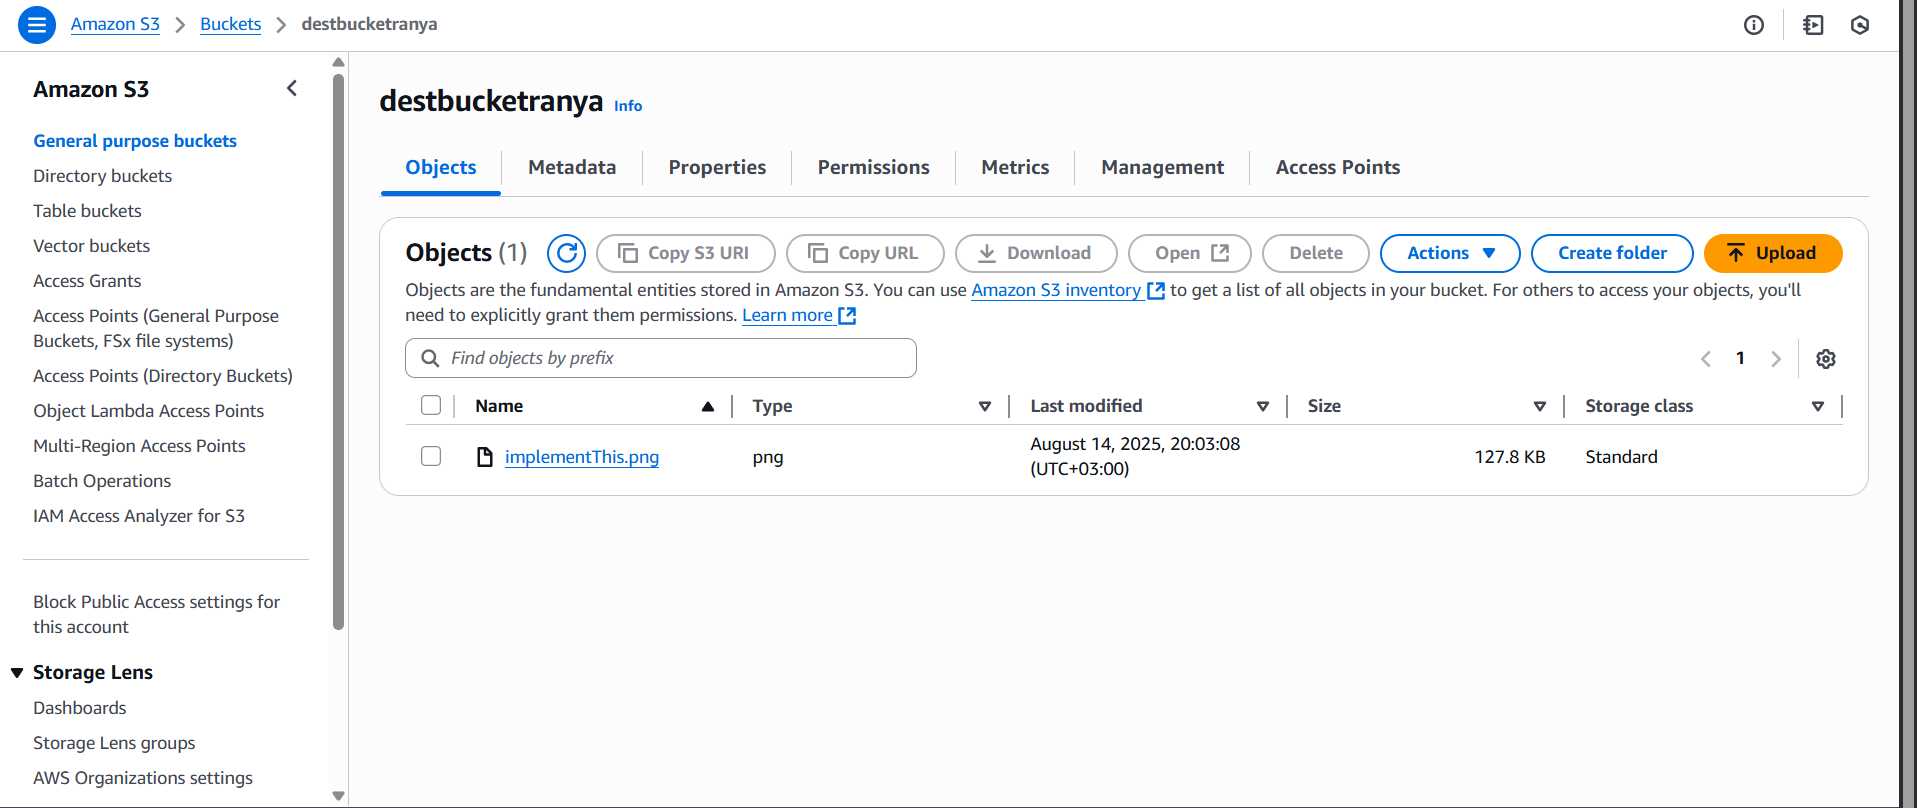 Amazon S3 > Buckets > destbucketranya
Amazon S3
General purpose buckets
Directory buckets
Table buckets
Vector buckets
Access Grants
Access Points (General Purpose
Buckets, FSx file systems)
Access Points (Directory Buckets)
Object Lambda Access Points
Multi-Region Access Points
Batch Operations
IAM Access Analyzer for S3
Block Public Access settings for
this account
Storage Lens
Dashboards
Storage Lens groups
AWS Organizations settings
destbucketranya Info
Objects Metadata Properties Permissions Metrics Management Access Points
Objects (1) Copy S3 URI Copy URL Download Open Delete Actions Create folder Upload
Objects are the fundamental entities stored in Amazon S3. You can use Amazon S3 inventory to get a list of all objects in your bucket. For others to access your objects, you'll
need to explicitly grant them permissions. Learn more
Find objects by prefix
1
Name Type Last modified Size Storage class
implementThis.png png August 14, 2025, 20:03:08 127.8 KB Standard
(UTC+03:00)